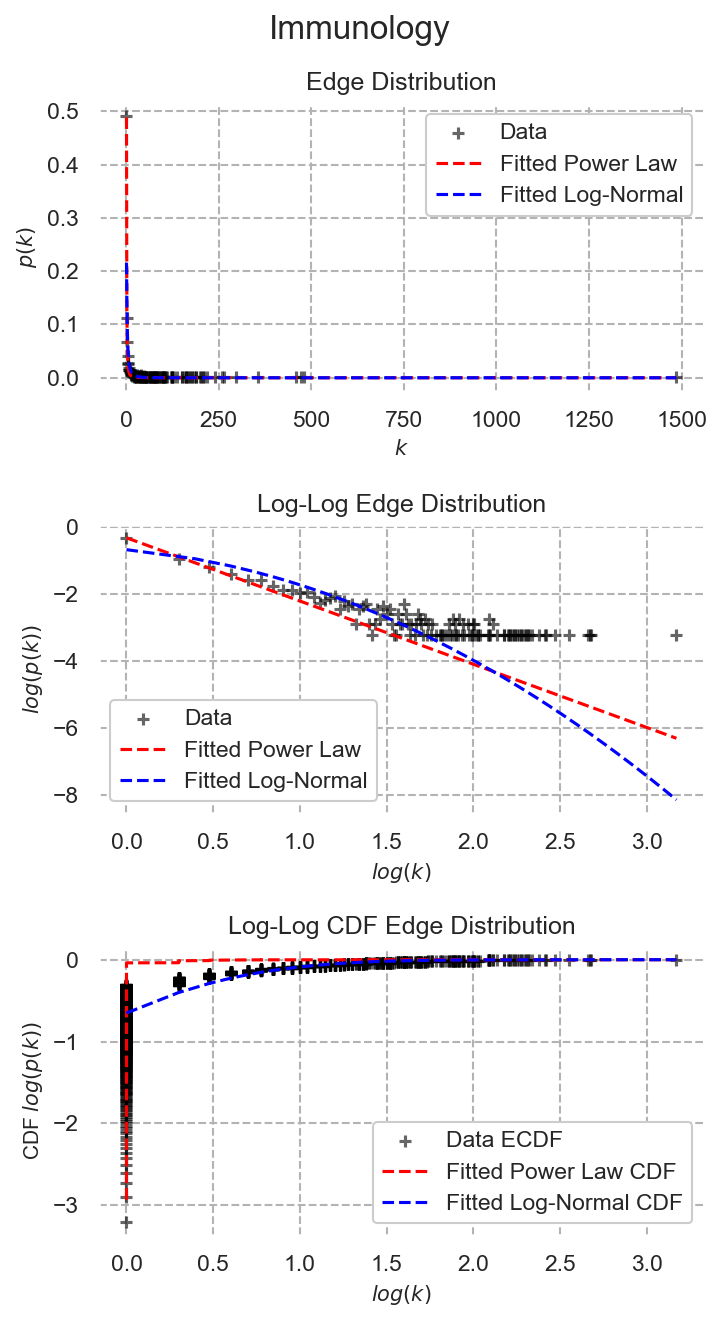 Immunology
Edge Distribution
0.5
0.4
0.3
0.2
0.1
0.0
p(k)
Data
Fitted Power Law
Fitted Log-Normal
0
250
500
750
1000
1250
1500
k
Log-Log Edge Distribution
0
−2
−4
−6
−8
log(p(k))
Data
Fitted Power Law
Fitted Log-Normal
0.0
0.5
1.0
1.5
2.0
2.5
3.0
log(k)
Log-Log CDF Edge Distribution
0
−1
−2
−3
CDF log(p(k))
Data ECDF
Fitted Power Law CDF
Fitted Log-Normal CDF
0.0
0.5
1.0
1.5
2.0
2.5
3.0
log(k)